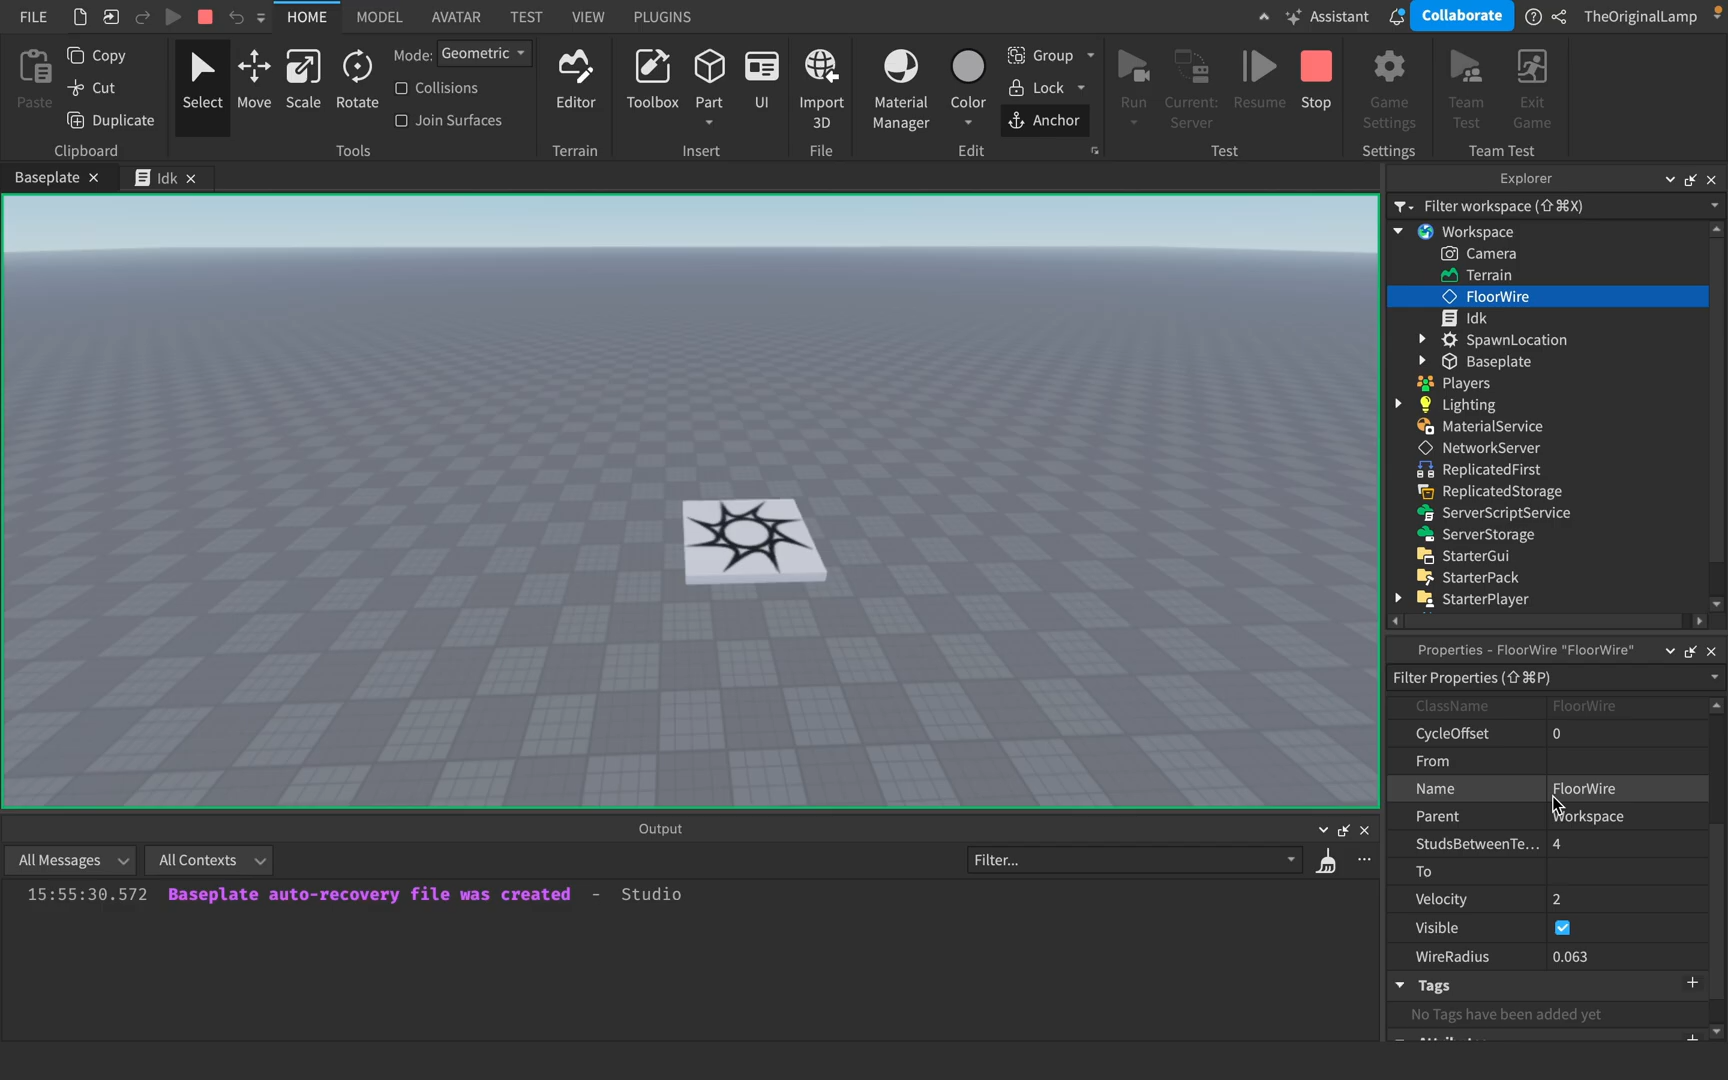 FILE HOME MODEL AVATAR TEST VIEW PLUGINS Assistant Collaborate TheOriginalLamp
Paste
Copy
Cut
Duplicate
Clipboard
Select
Move
Scale
Rotate
Mode: Geometric
Collisions
Join Surfaces
Tools
Editor
Terrain
Toolbox
Part
UI
Insert
Import
3D
File
Material
Manager
Color
Group
Lock
Anchor
Edit
Run
Current:
Server
Resume
Stop
Test
Game
Settings
Settings
Team
Test
Exit
Game
Team Test
Baseplate
Idk
Explorer
Filter workspace (⇧⌘X)
Workspace
Camera
Terrain
FloorWire
Idk
SpawnLocation
Baseplate
Players
Lighting
MaterialService
NetworkServer
ReplicatedFirst
ReplicatedStorage
ServerScriptService
ServerStorage
StarterGui
StarterPack
StarterPlayer
Properties - FloorWire "FloorWire"
Filter Properties (⇧⌘P)
ClassName FloorWire
CycleOffset 0
From
Name FloorWire
Parent Workspace
StudsBetweenTe... 4
To
Velocity 2
Visible
WireRadius 0.063
Tags
No Tags have been added yet
Output
All Messages All Contexts Filter...
15:55:30.572 Baseplate auto-recovery file was created - Studio